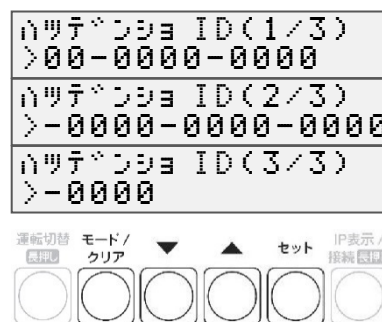 ハツデンショ ID(1/3)
>00-0000-0000
ハツデンショ ID(2/3)
>-0000-0000-0000
ハツデンショ ID(3/3)
>-0000
運転切替 長押し
モード/クリア
▼
▲
セット
IP表示/接続 長押し